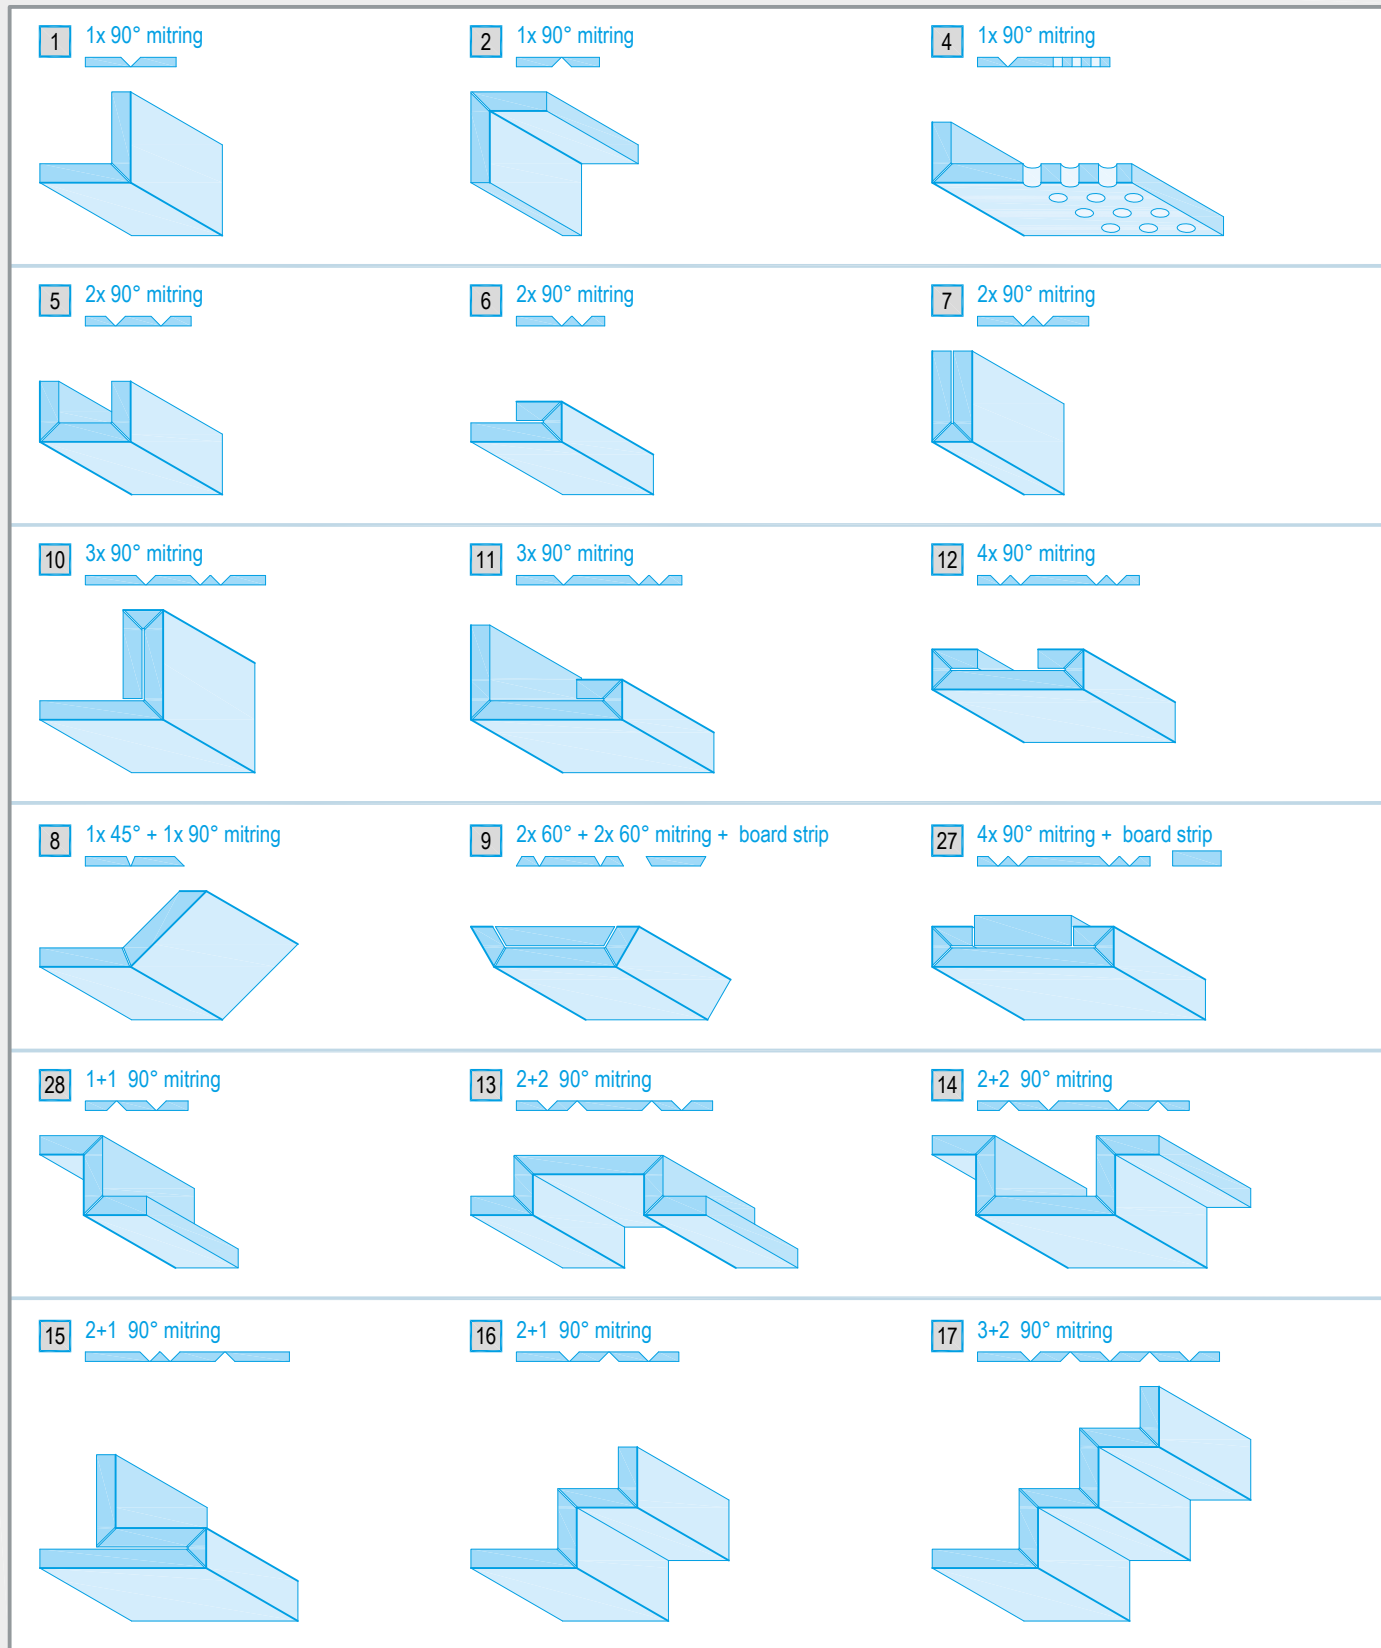 1 1x 90° mitring
2 1x 90° mitring
4 1x 90° mitring
5 2x 90° mitring
6 2x 90° mitring
7 2x 90° mitring
10 3x 90° mitring
11 3x 90° mitring
12 4x 90° mitring
8 1x 45° + 1x 90° mitring
9 2x 60° + 2x 60° mitring + board strip
27 4x 90° mitring + board strip
28 1+1 90° mitring
13 2+2 90° mitring
14 2+2 90° mitring
15 2+1 90° mitring
16 2+1 90° mitring
17 3+2 90° mitring